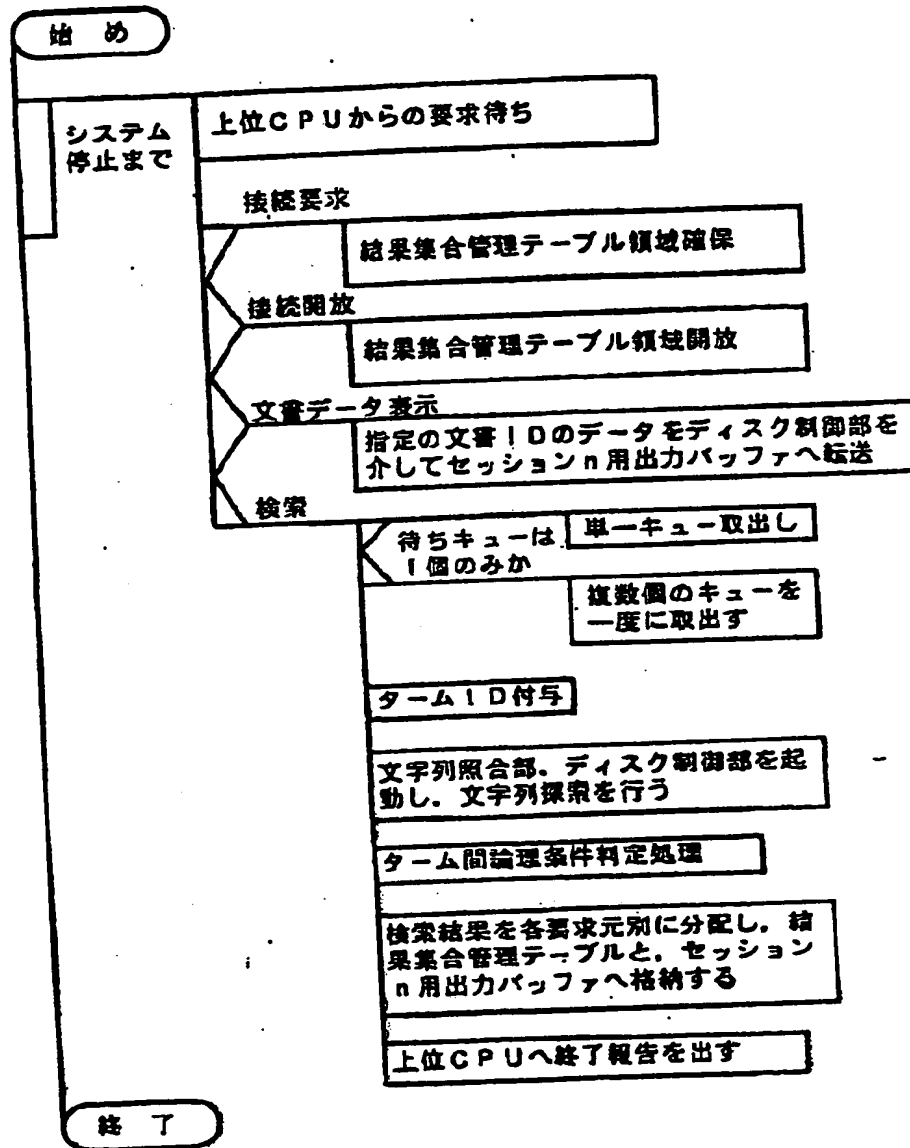 始 め
システム
停止まで
上位CPUからの要求待ち
接続要求
結果集合管理テーブル領域確保
接続開放
結果集合管理テーブル領域開放
文書データ表示
指定の文書IDのデータをディスク制御部を
介してセッションn用出力バッファへ転送
検索
待ちキューは
1個のみか
単一キュー取出し
複数個のキューを
一度に取出す
タームID付与
文字列照合部．ディスク制御部を起
動し．文字列探索を行う
ターム間論理条件判定処理
検索結果を各要求元別に分配し．結
果集合管理テーブルと．セッション
n用出力バッファへ格納する
上位CPUへ終了報告を出す
終 了